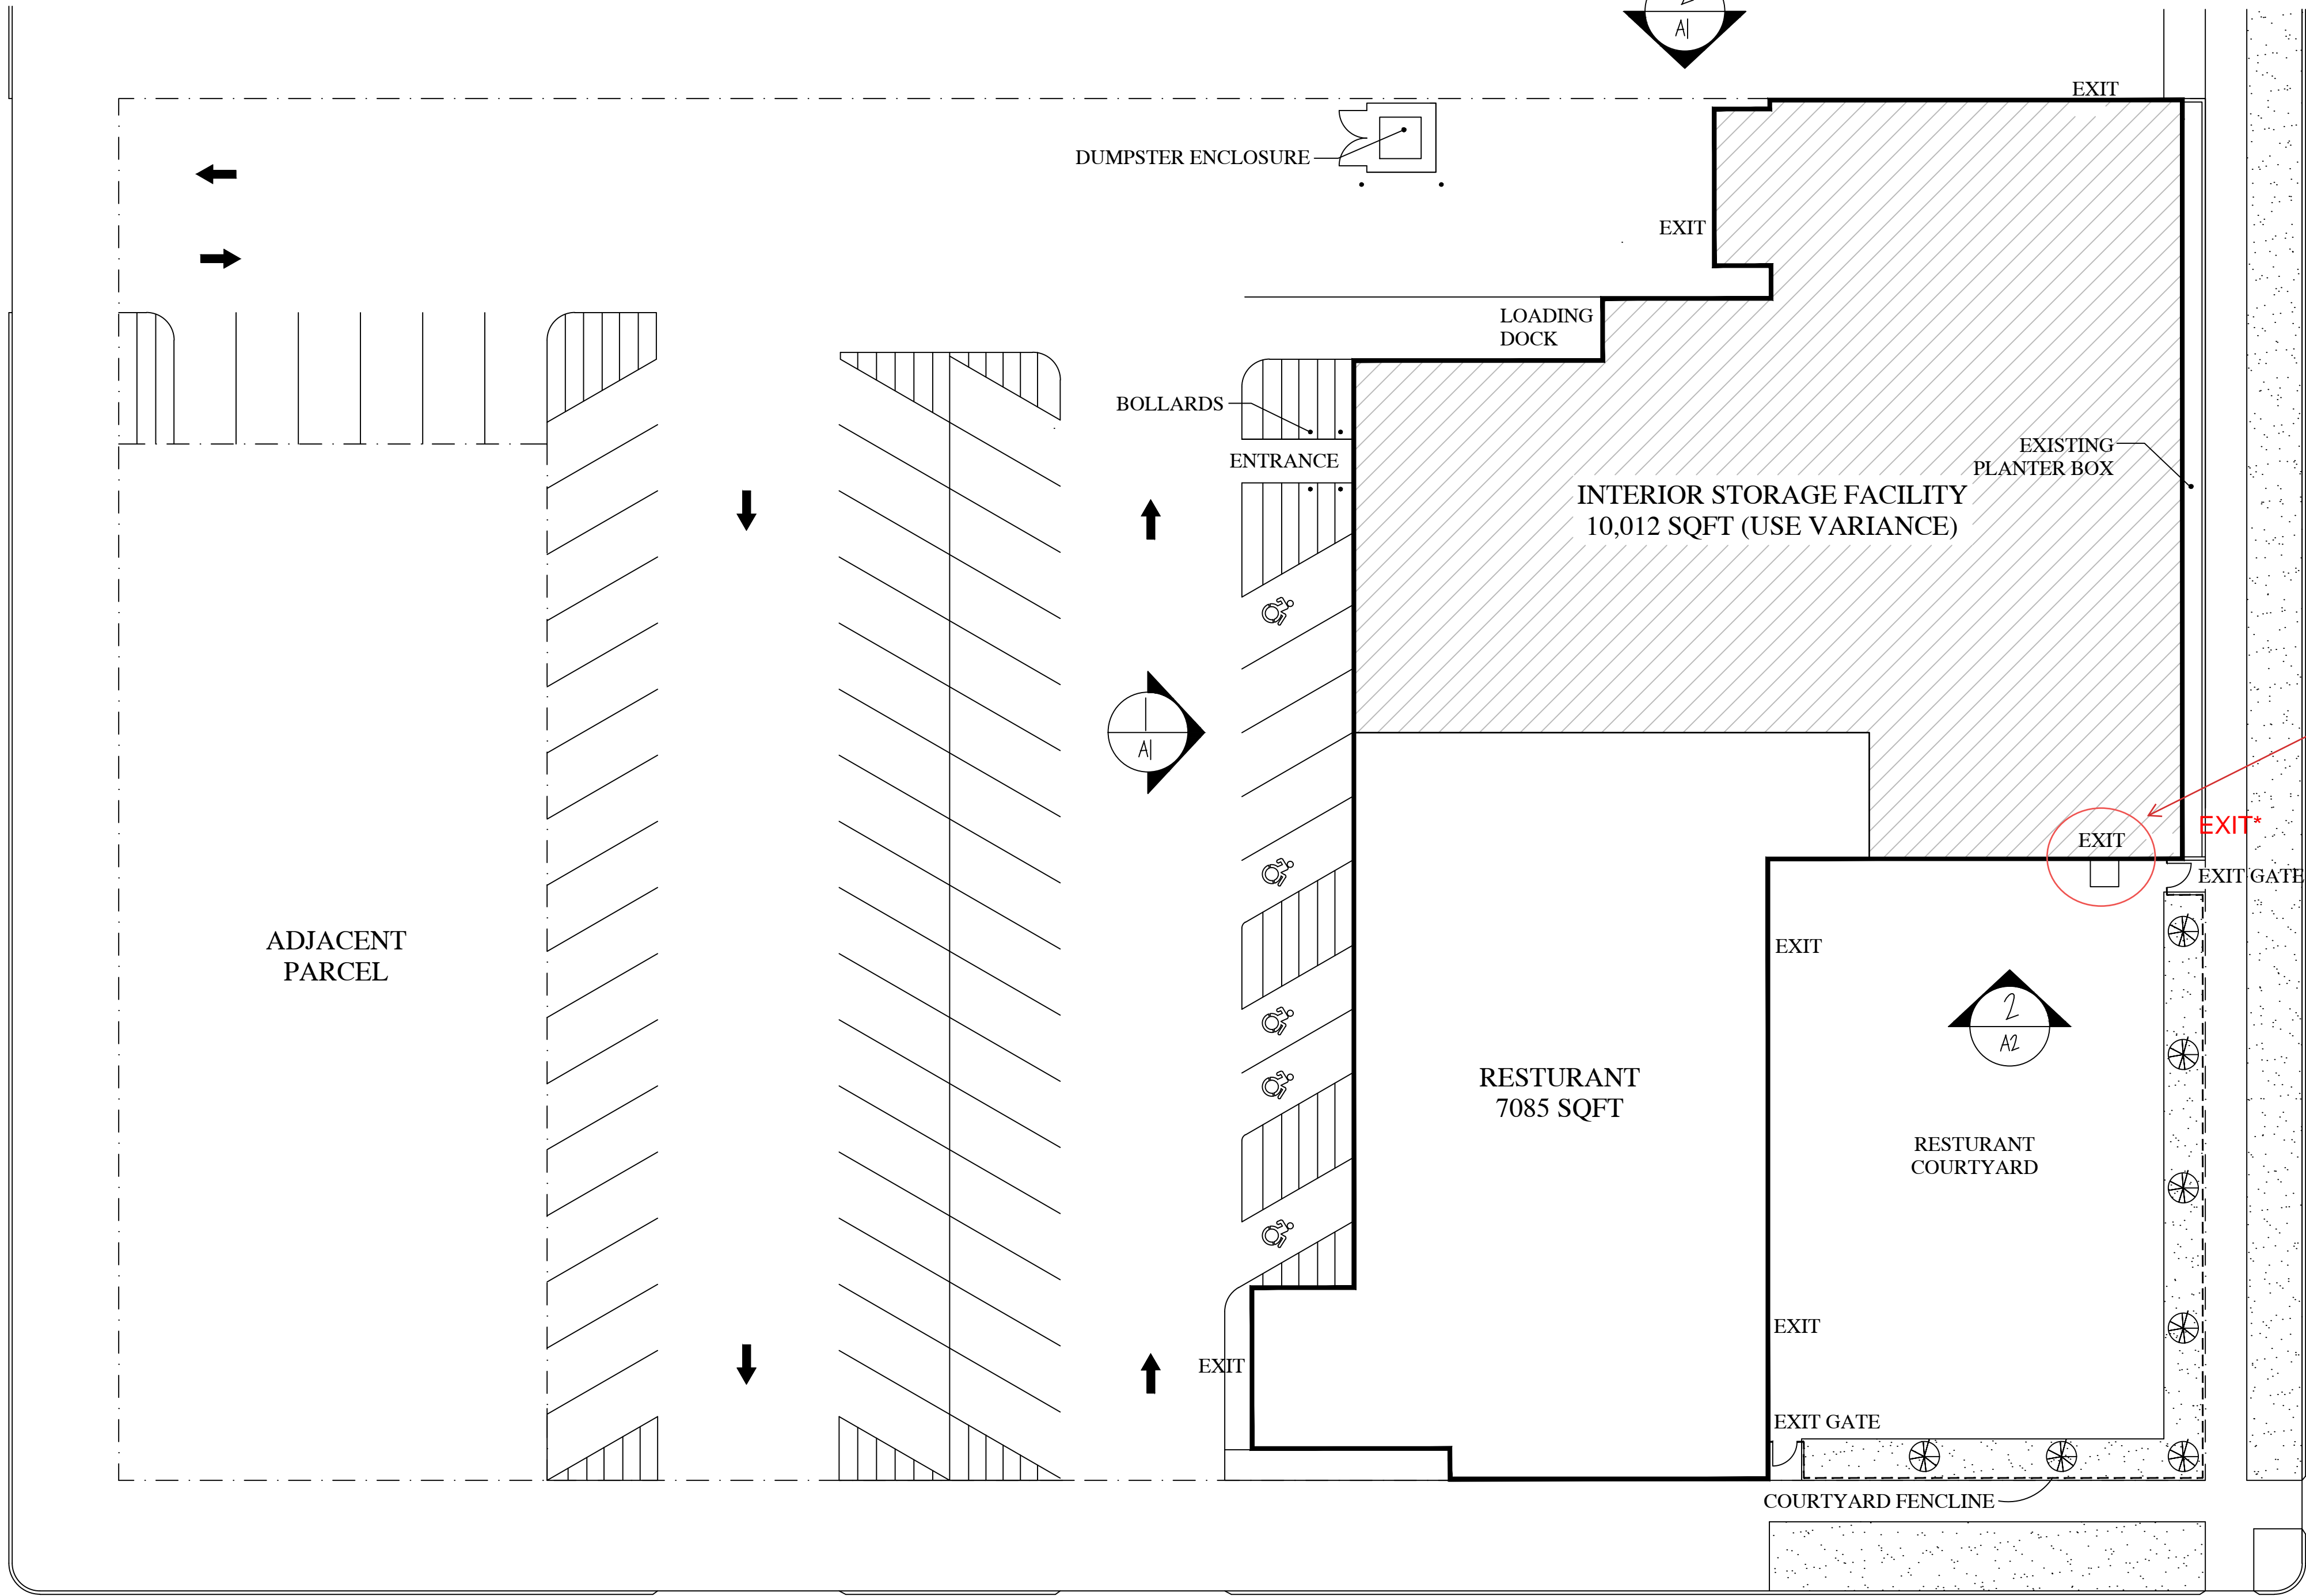 A1
EXIT
DUMPSTER ENCLOSURE
EXIT
LOADING
DOCK
BOLLARDS
ENTRANCE
EXISTING
PLANTER BOX
INTERIOR STORAGE FACILITY
10,012 SQFT (USE VARIANCE)
1
A1
EXIT*
EXIT
EXIT GATE
ADJACENT
PARCEL
EXIT
2
A2
RESTURANT
7085 SQFT
RESTURANT
COURTYARD
EXIT
EXIT
EXIT GATE
COURTYARD FENCLINE